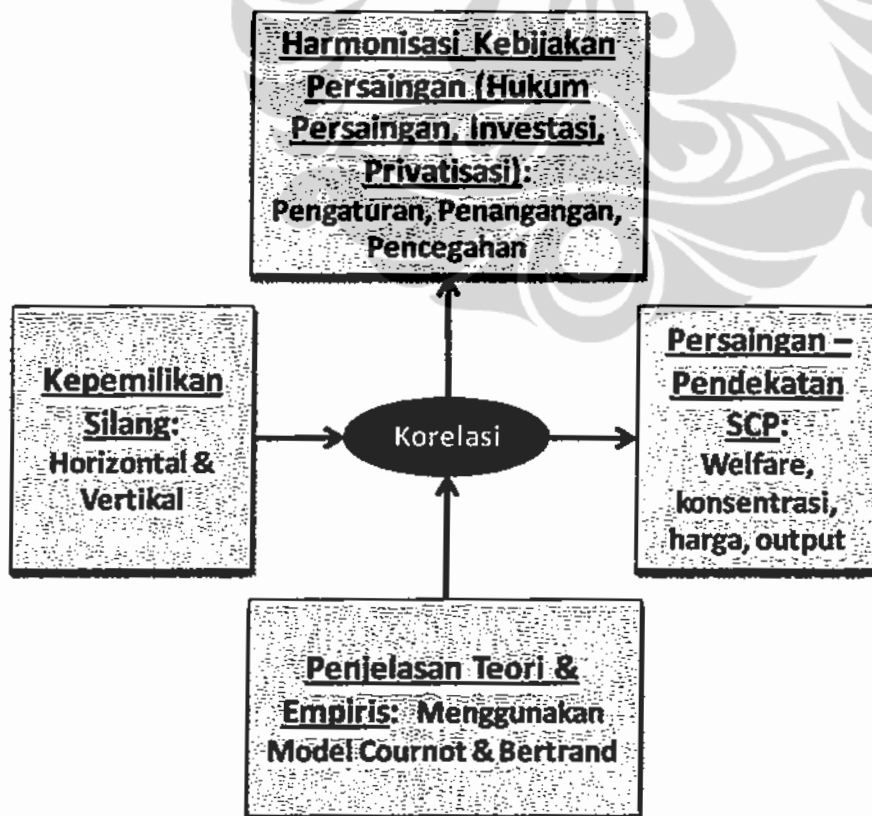 Harmonisasi Kebijakan
Persaingan (Hukum
Persaingan, Investasi,
Privatisasi):
Pengaturan, Penangangan,
Pencegahan
Kepemilikan
Silang:
Horizontal &
Vertikal
Korelasi
Persaingan –
Pendekatan
SCP:
Welfare,
konsentrasi,
harga, output
Penjelasan Teori &
Empiris: Menggunakan
Model Cournot & Bertrand